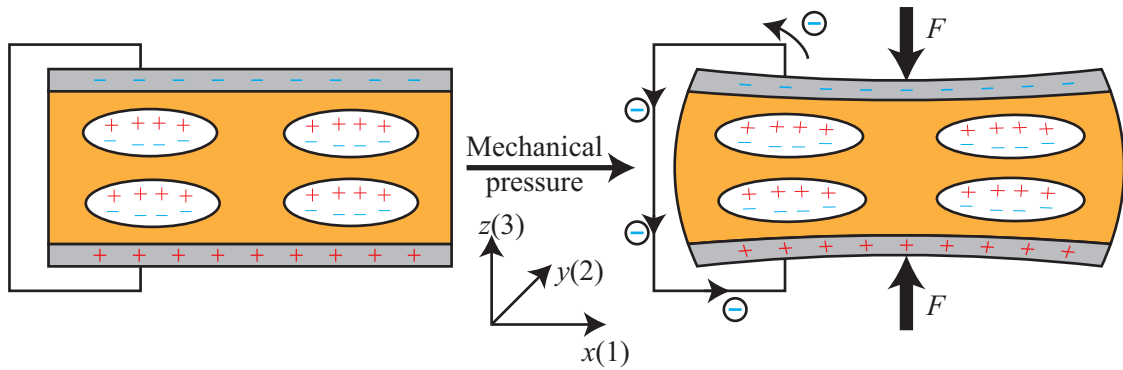 F
Mechanical
pressure
z(3)
y(2)
x(1)
F